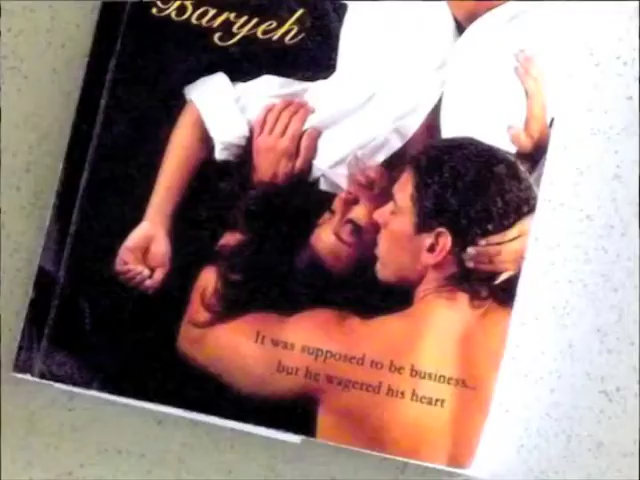 Baryeh
It was supposed to be business...
but he wagered his heart